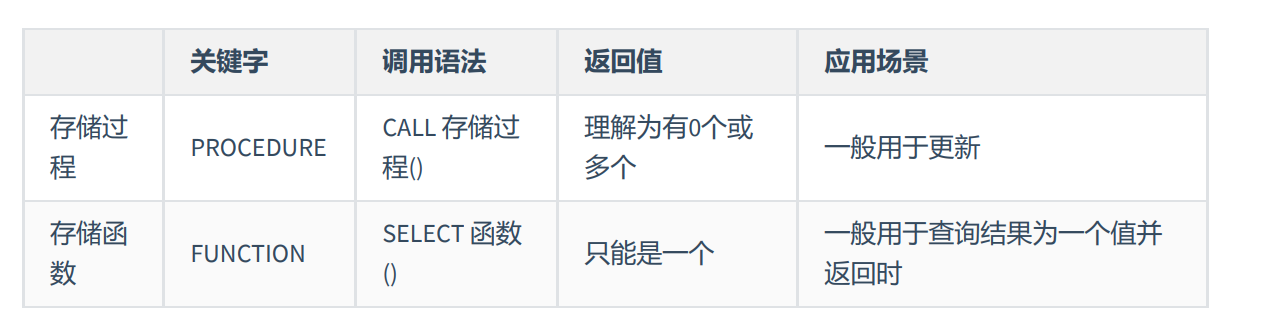 关键字 调用语法 返回值 应用场景
存储过
程
PROCEDURE
CALL 存储过
程()
理解为有0个或
多个
一般用于更新
存储函
数
FUNCTION
SELECT 函数
()
只能是一个
一般用于查询结果为一个值并
返回时